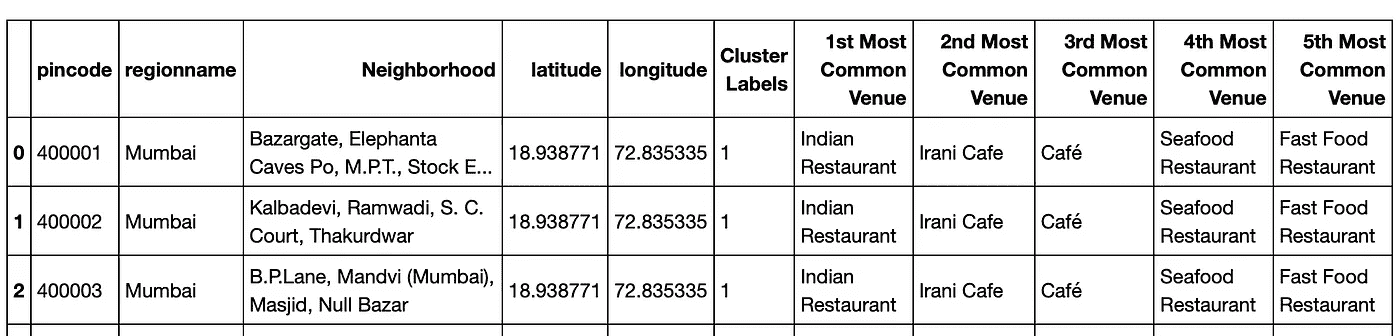 pincode regionname Neighborhood latitude longitude Cluster Labels 1st Most Common Venue 2nd Most Common Venue 3rd Most Common Venue 4th Most Common Venue 5th Most Common Venue
0 400001 Mumbai Bazargate, Elephanta Caves Po, M.P.T., Stock E... 18.938771 72.835335 1 Indian Restaurant Irani Cafe Café Seafood Restaurant Fast Food Restaurant
1 400002 Mumbai Kalbadevi, Ramwadi, S. C. Court, Thakurdwar 18.938771 72.835335 1 Indian Restaurant Irani Cafe Café Seafood Restaurant Fast Food Restaurant
2 400003 Mumbai B.P.Lane, Mandvi (Mumbai), Masjid, Null Bazar 18.938771 72.835335 1 Indian Restaurant Irani Cafe Café Seafood Restaurant Fast Food Restaurant